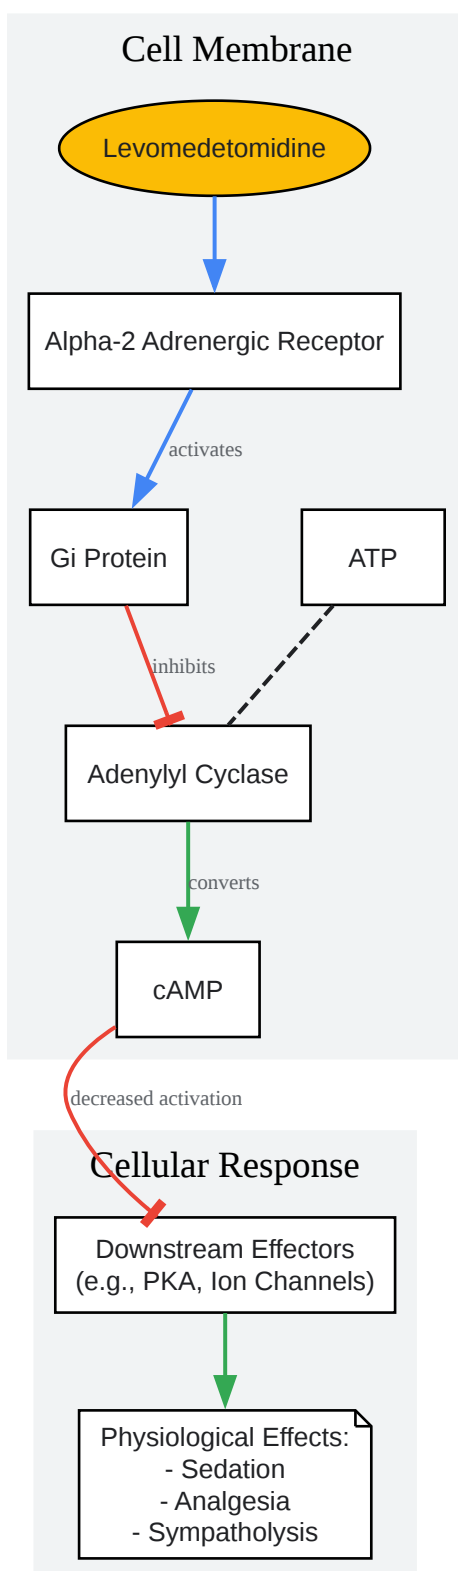 Cell Membrane
Levomedetomidine
Alpha-2 Adrenergic Receptor
activates
Gi Protein
ATP
inhibits
Adenylyl Cyclase
converts
cAMP
decreased activation
Cellular Response
Downstream Effectors
(e.g., PKA, Ion Channels)
Physiological Effects:
- Sedation
- Analgesia
- Sympatholysis